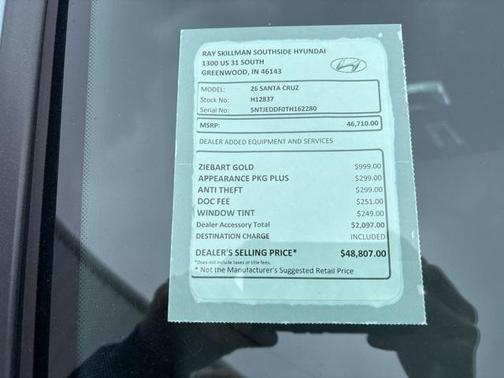 RAY SKILLMAN SOUTHSIDE HYUNDAI
1300 US 31 SOUTH
GREENWOOD, IN 46143
MODEL: 26 SANTA CRUZ
Stock No: H12837
Serial No: 5NTJEDDF0TH162280
MSRP: 46,710.00
DEALER ADDED EQUIPMENT AND SERVICES
ZIEBART GOLD $999.00
APPEARANCE PKG PLUS $299.00
ANTI THEFT $299.00
DOC FEE $251.00
WINDOW TINT $249.00
Dealer Accessory Total $2,097.00
DESTINATION CHARGE INCLUDED
DEALER'S SELLING PRICE* $48,807.00
*Does not include taxes or title fees.
* Not the Manufacturer's Suggested Retail Price